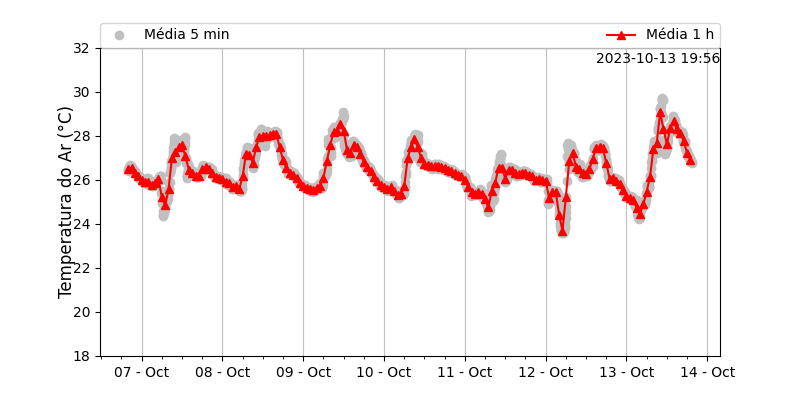 Média 5 min
Média 1 h
2023-10-13 19:56
Temperatura do Ar (°C)
32
30
28
26
24
22
20
18
07 - Oct
08 - Oct
09 - Oct
10 - Oct
11 - Oct
12 - Oct
13 - Oct
14 - Oct